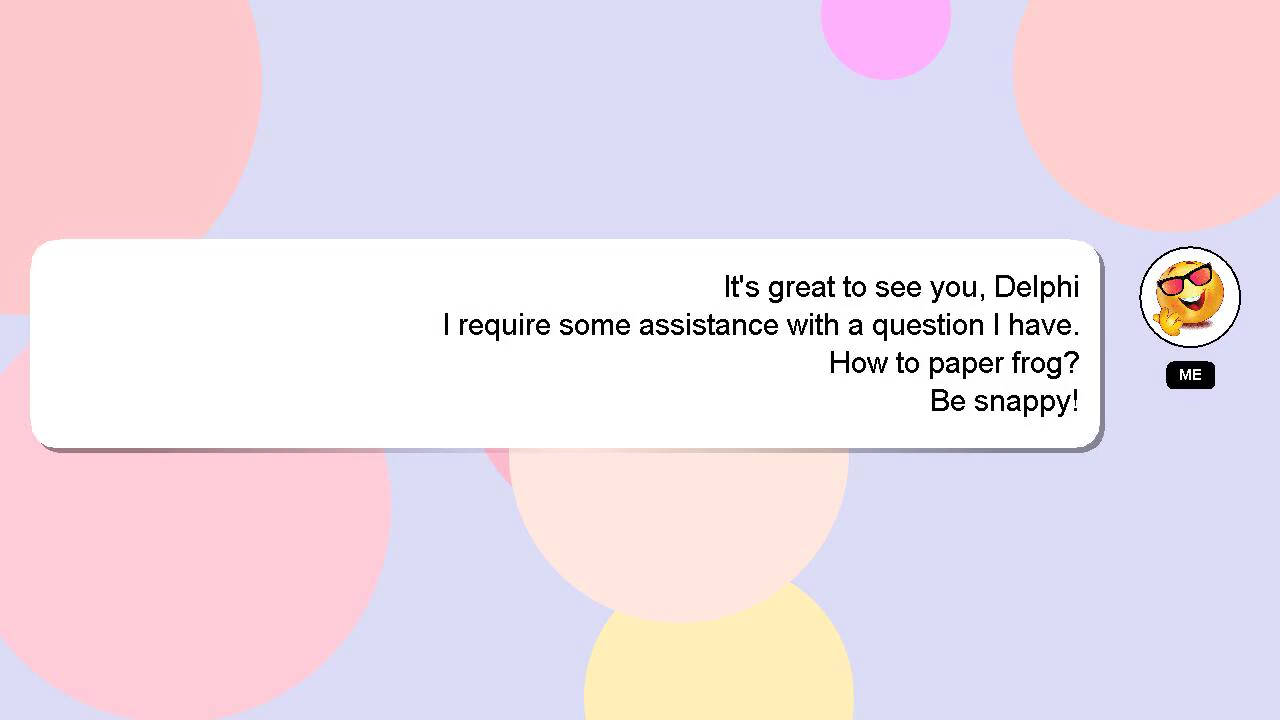 It's great to see you, Delphi
I require some assistance with a question I have.
How to paper frog?
Be snappy!
ME